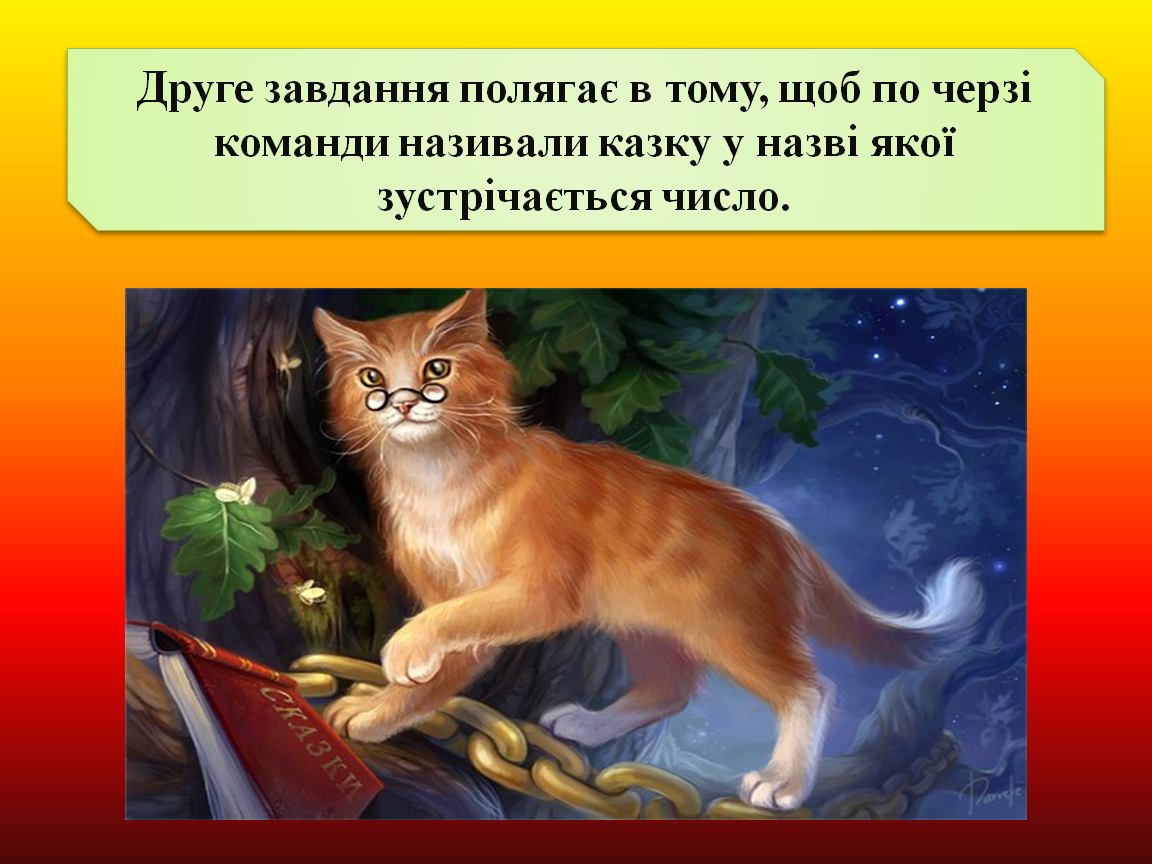 Друге завдання полягає в тому, щоб по черзі
команди називали казку у назві якої
зустрічається число.
СКАЗКИ